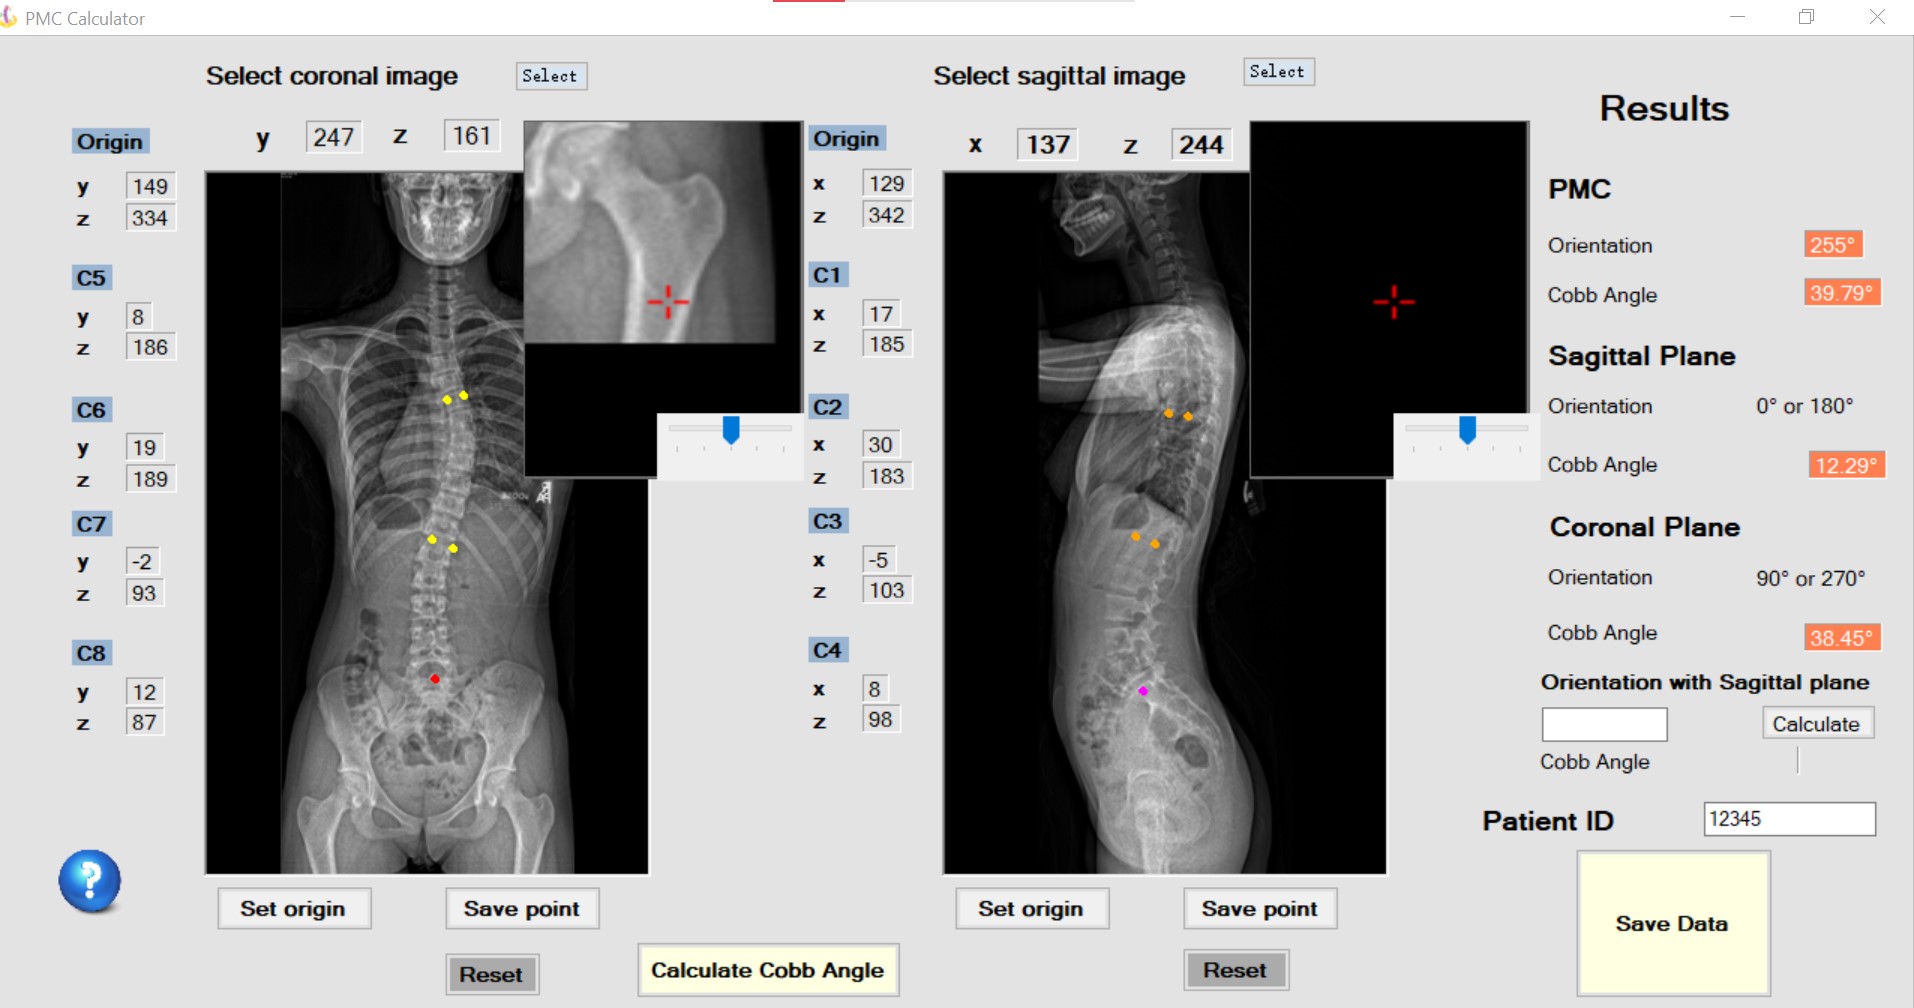 PMC Calculator
Select coronal image
Select
Select sagittal image
Select
Results
Origin
y 247 z 161
Origin
x 137 z 244
y 149
z 334
x 129
z 342
PMC
Orientation 255°
Cobb Angle 39.79°
C5
y 8
z 186
C1
x 17
z 185
Sagittal Plane
Orientation 0° or 180°
Cobb Angle 12.29°
C6
y 19
z 189
C2
x 30
z 183
Coronal Plane
Orientation 90° or 270°
Cobb Angle 38.45°
C7
y -2
z 93
C3
x -5
z 103
C8
y 12
z 87
C4
x 8
z 98
Orientation with Sagittal plane
Calculate
Cobb Angle
Patient ID 12345
?
Set origin
Save point
Set origin
Save point
Save Data
Reset
Calculate Cobb Angle
Reset